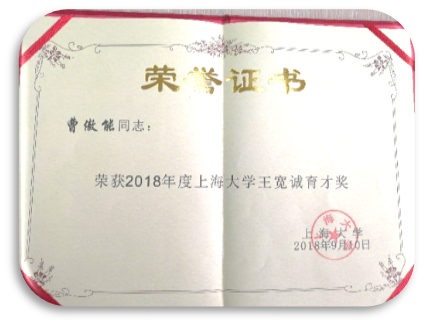 荣誉证书
曹傲能同志：
荣获2018年度上海大学王宽诚育才奖
上海大学
2018年9月10日